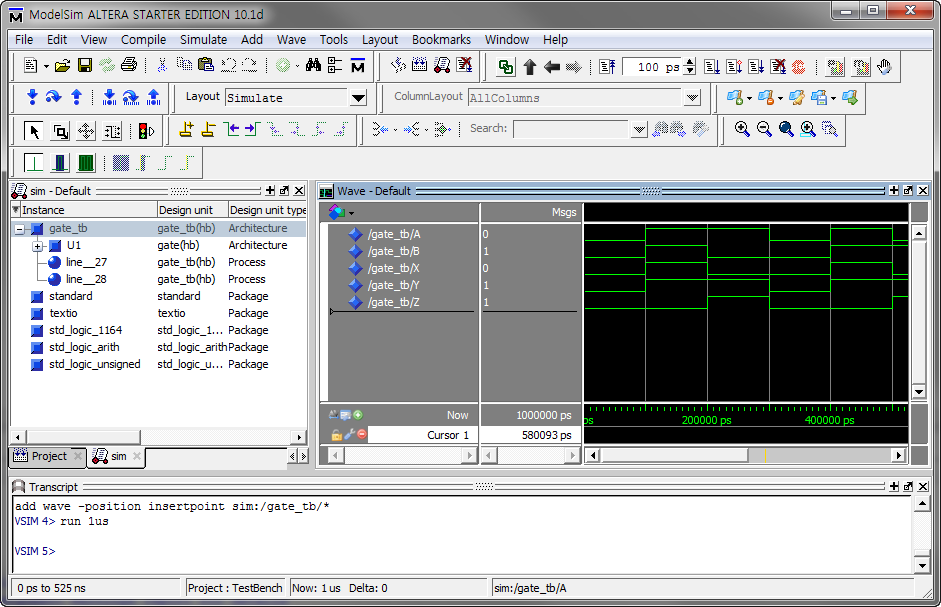 ModelSim ALTERA STARTER EDITION 10.1d
File Edit View Compile Simulate Add Wave Tools Layout Bookmarks Window Help
100 ps
Layout Simulate ColumnLayout AllColumns
Search:
sim - Default
Instance Design unit Design unit type
gate_tb gate_tb(hb) Architecture
U1 gate(hb) Architecture
line__27 gate_tb(hb) Process
line__28 gate_tb(hb) Process
standard standard Package
textio textio Package
std_logic_1164 std_logic_1... Package
std_logic_arith std_logic_arith Package
std_logic_unsigned std_logic_u... Package
Project sim
Wave - Default
Msgs
/gate_tb/A 0
/gate_tb/B 1
/gate_tb/X 0
/gate_tb/Y 1
/gate_tb/Z 1
Now 1000000 ps
ps 200000 ps 400000 ps
Cursor 1 580093 ps
Transcript
add wave -position insertpoint sim:/gate_tb/*
VSIM 4> run 1us
VSIM 5>
0 ps to 525 ns Project : TestBench Now: 1 us Delta: 0 sim:/gate_tb/A